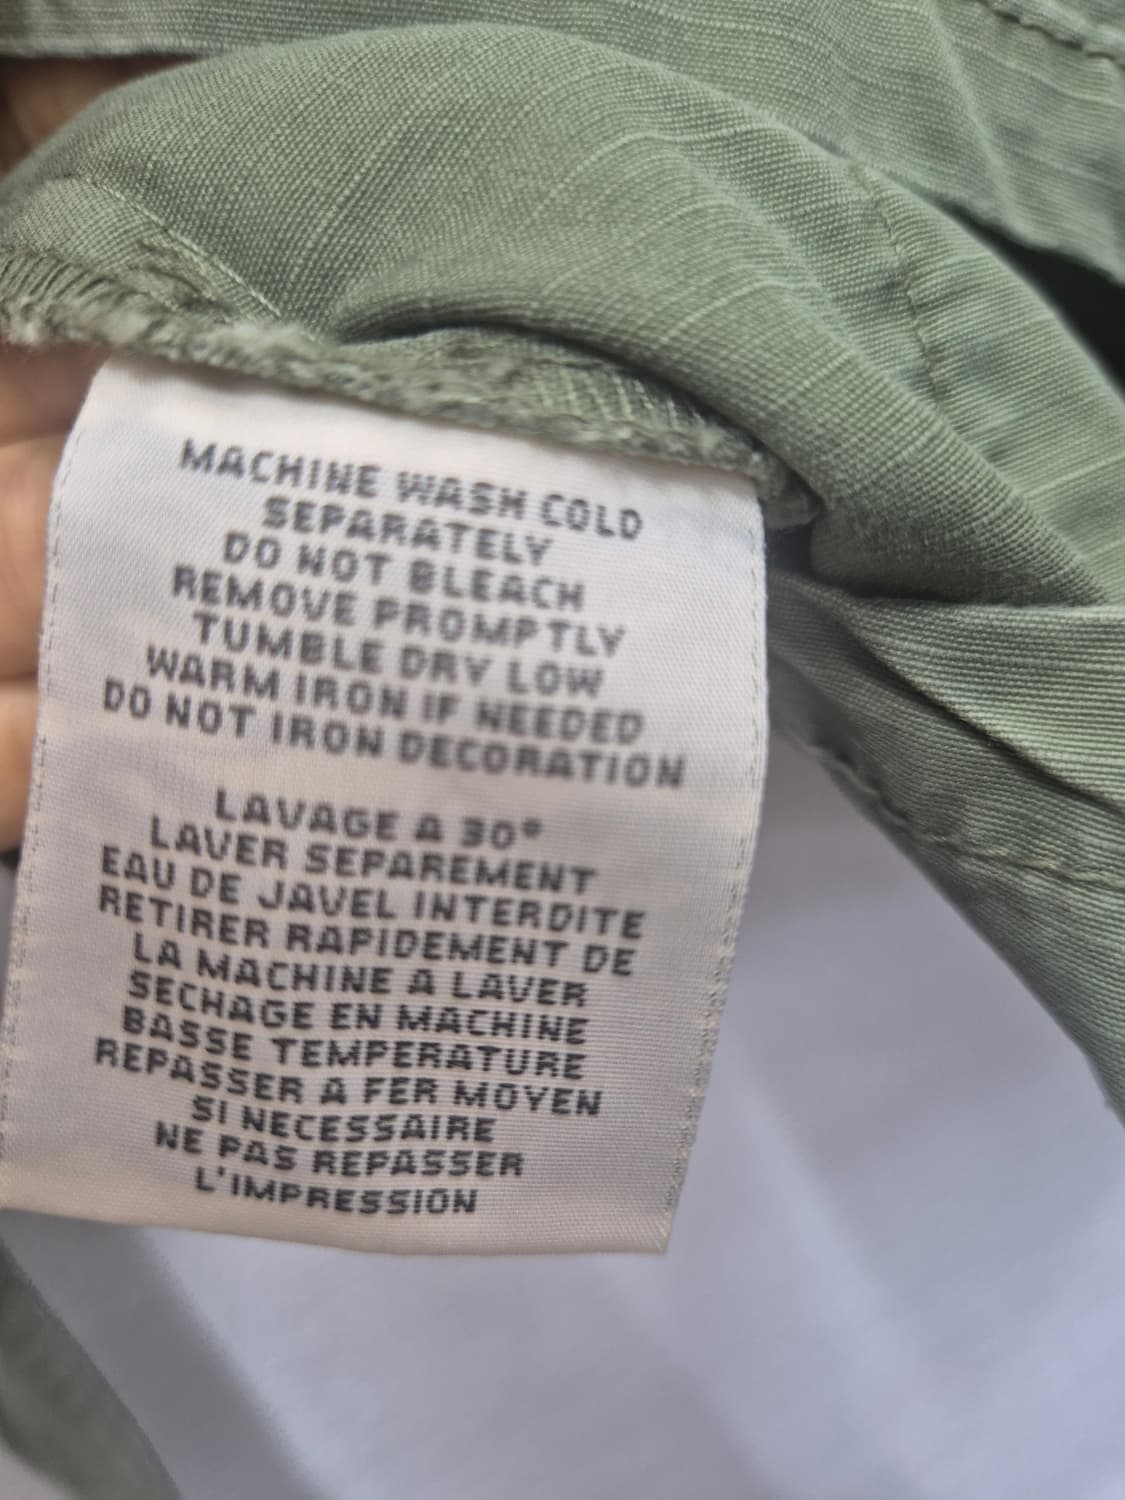 MACHINE WASH COLD
SEPARATELY
DO NOT BLEACH
REMOVE PROMPTLY
TUMBLE DRY LOW
WARM IRON IF NEEDED
DO NOT IRON DECORATION
LAVAGE A 30°
LAVER SEPAREMENT
EAU DE JAVEL INTERDITE
RETIRER RAPIDEMENT DE
LA MACHINE A LAVER
SECHAGE EN MACHINE
BASSE TEMPERATURE
REPASSER A FER MOYEN
SI NECESSAIRE
NE PAS REPASSER
L'IMPRESSION